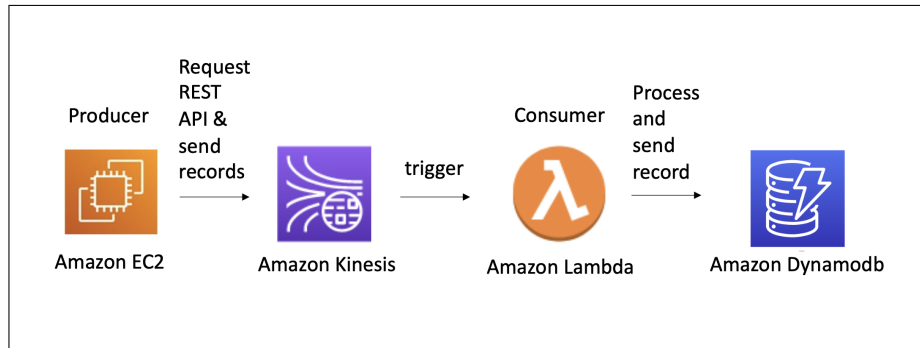 Producer
Request
REST
API &
send
records
Amazon EC2
Amazon Kinesis
trigger
Consumer
Amazon Lambda
Process
and
send
record
Amazon Dynamodb